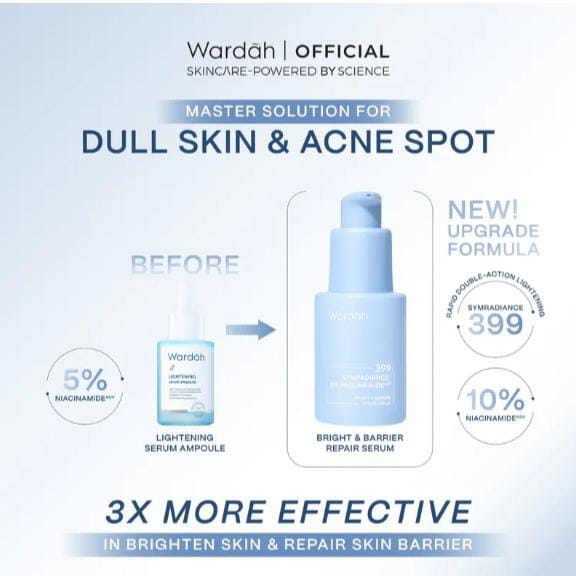 Wardah | OFFICIAL
SKINCARE-POWERED BY SCIENCE
MASTER SOLUTION FOR
DULL SKIN & ACNE SPOT
NEW!
UPGRADE
FORMULA
BEFORE
RAPID DOUBLE-ACTION LIGHTENING
SYMRADIANCE
399
Wardah
Wardah
LIGHTENING
5%
NIACINAMIDE
399
SYMRADIANCE
10%
NIACINAMIDE
LIGHTENING
SERUM AMPOULE
BRIGHT & BARRIER
REPAIR SERUM
3X MORE EFFECTIVE
IN BRIGHTEN SKIN & REPAIR SKIN BARRIER